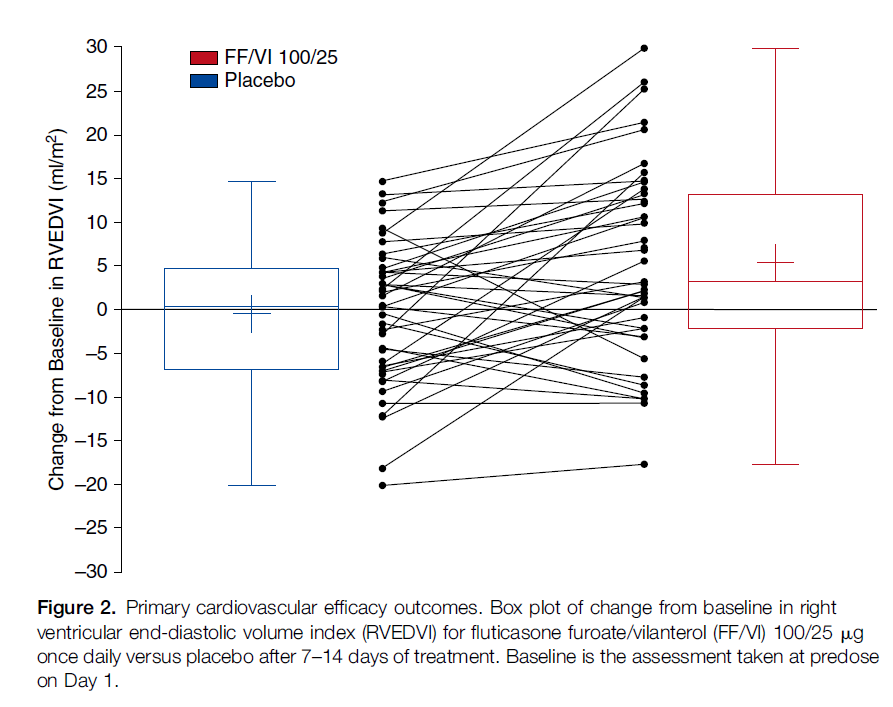 FF/VI 100/25
Placebo
Change from Baseline in RVEDVI (ml/m²)
30
25
20
15
10
5
0
–5
–10
–15
–20
–25
–30
Figure 2. Primary cardiovascular efficacy outcomes. Box plot of change from baseline in right
ventricular end-diastolic volume index (RVEDVI) for fluticasone furoate/vilanterol (FF/VI) 100/25 μg
once daily versus placebo after 7–14 days of treatment. Baseline is the assessment taken at predose
on Day 1.